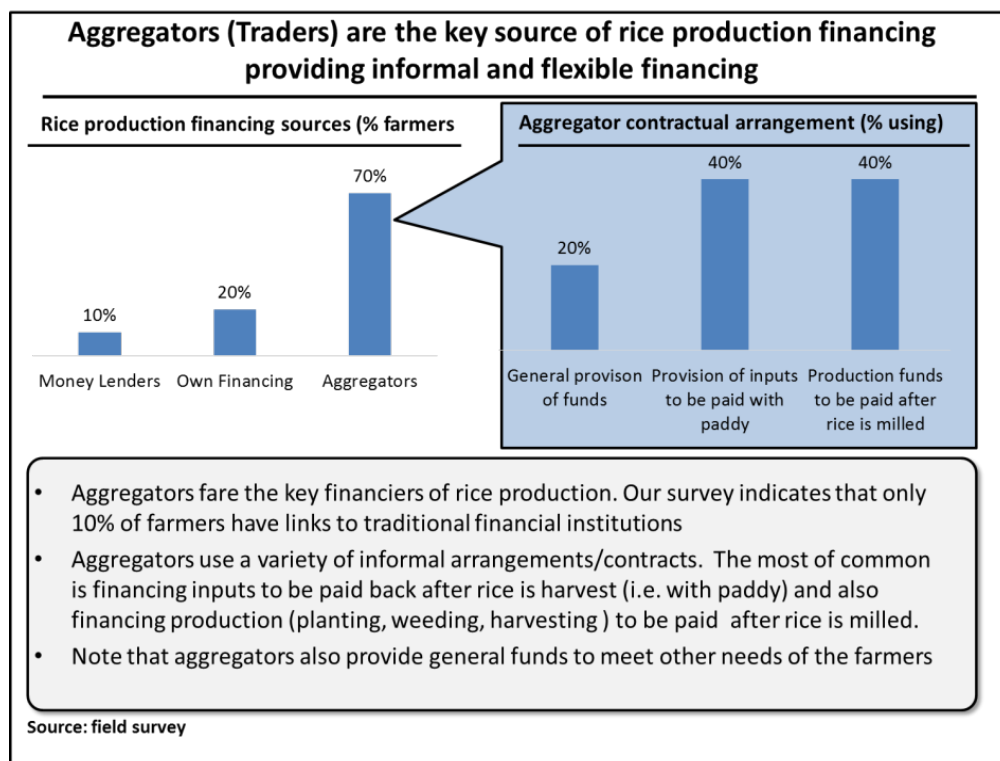 Aggregators (Traders) are the key source of rice production financing
providing informal and flexible financing
Rice production financing sources (% farmers
70%
20%
10%
Money Lenders
Own Financing
Aggregators
Aggregator contractual arrangement (% using)
40%
40%
20%
General provison
of funds
Provision of inputs
to be paid with
paddy
Production funds
to be paid after
rice is milled
• Aggregators fare the key financiers of rice production. Our survey indicates that only
10% of farmers have links to traditional financial institutions
• Aggregators use a variety of informal arrangements/contracts. The most of common
is financing inputs to be paid back after rice is harvest (i.e. with paddy) and also
financing production (planting, weeding, harvesting ) to be paid after rice is milled.
• Note that aggregators also provide general funds to meet other needs of the farmers
Source: field survey